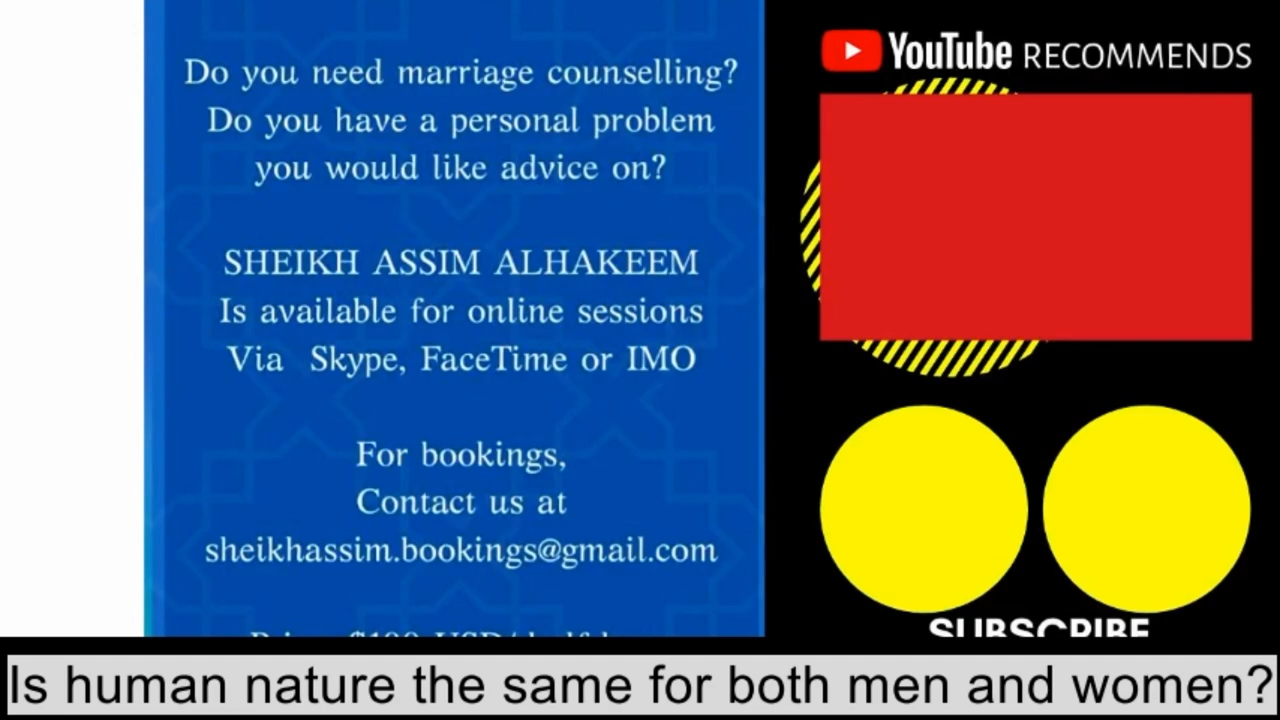 Do you need marriage counselling?
Do you have a personal problem
you would like advice on?
SHEIKH ASSIM ALHAKEEM
Is available for online sessions
Via Skype, FaceTime or IMO
For bookings,
Contact us at
sheikhassim.bookings@gmail.com
YouTube RECOMMENDS
SUBSCRIBE
Is human nature the same for both men and women?